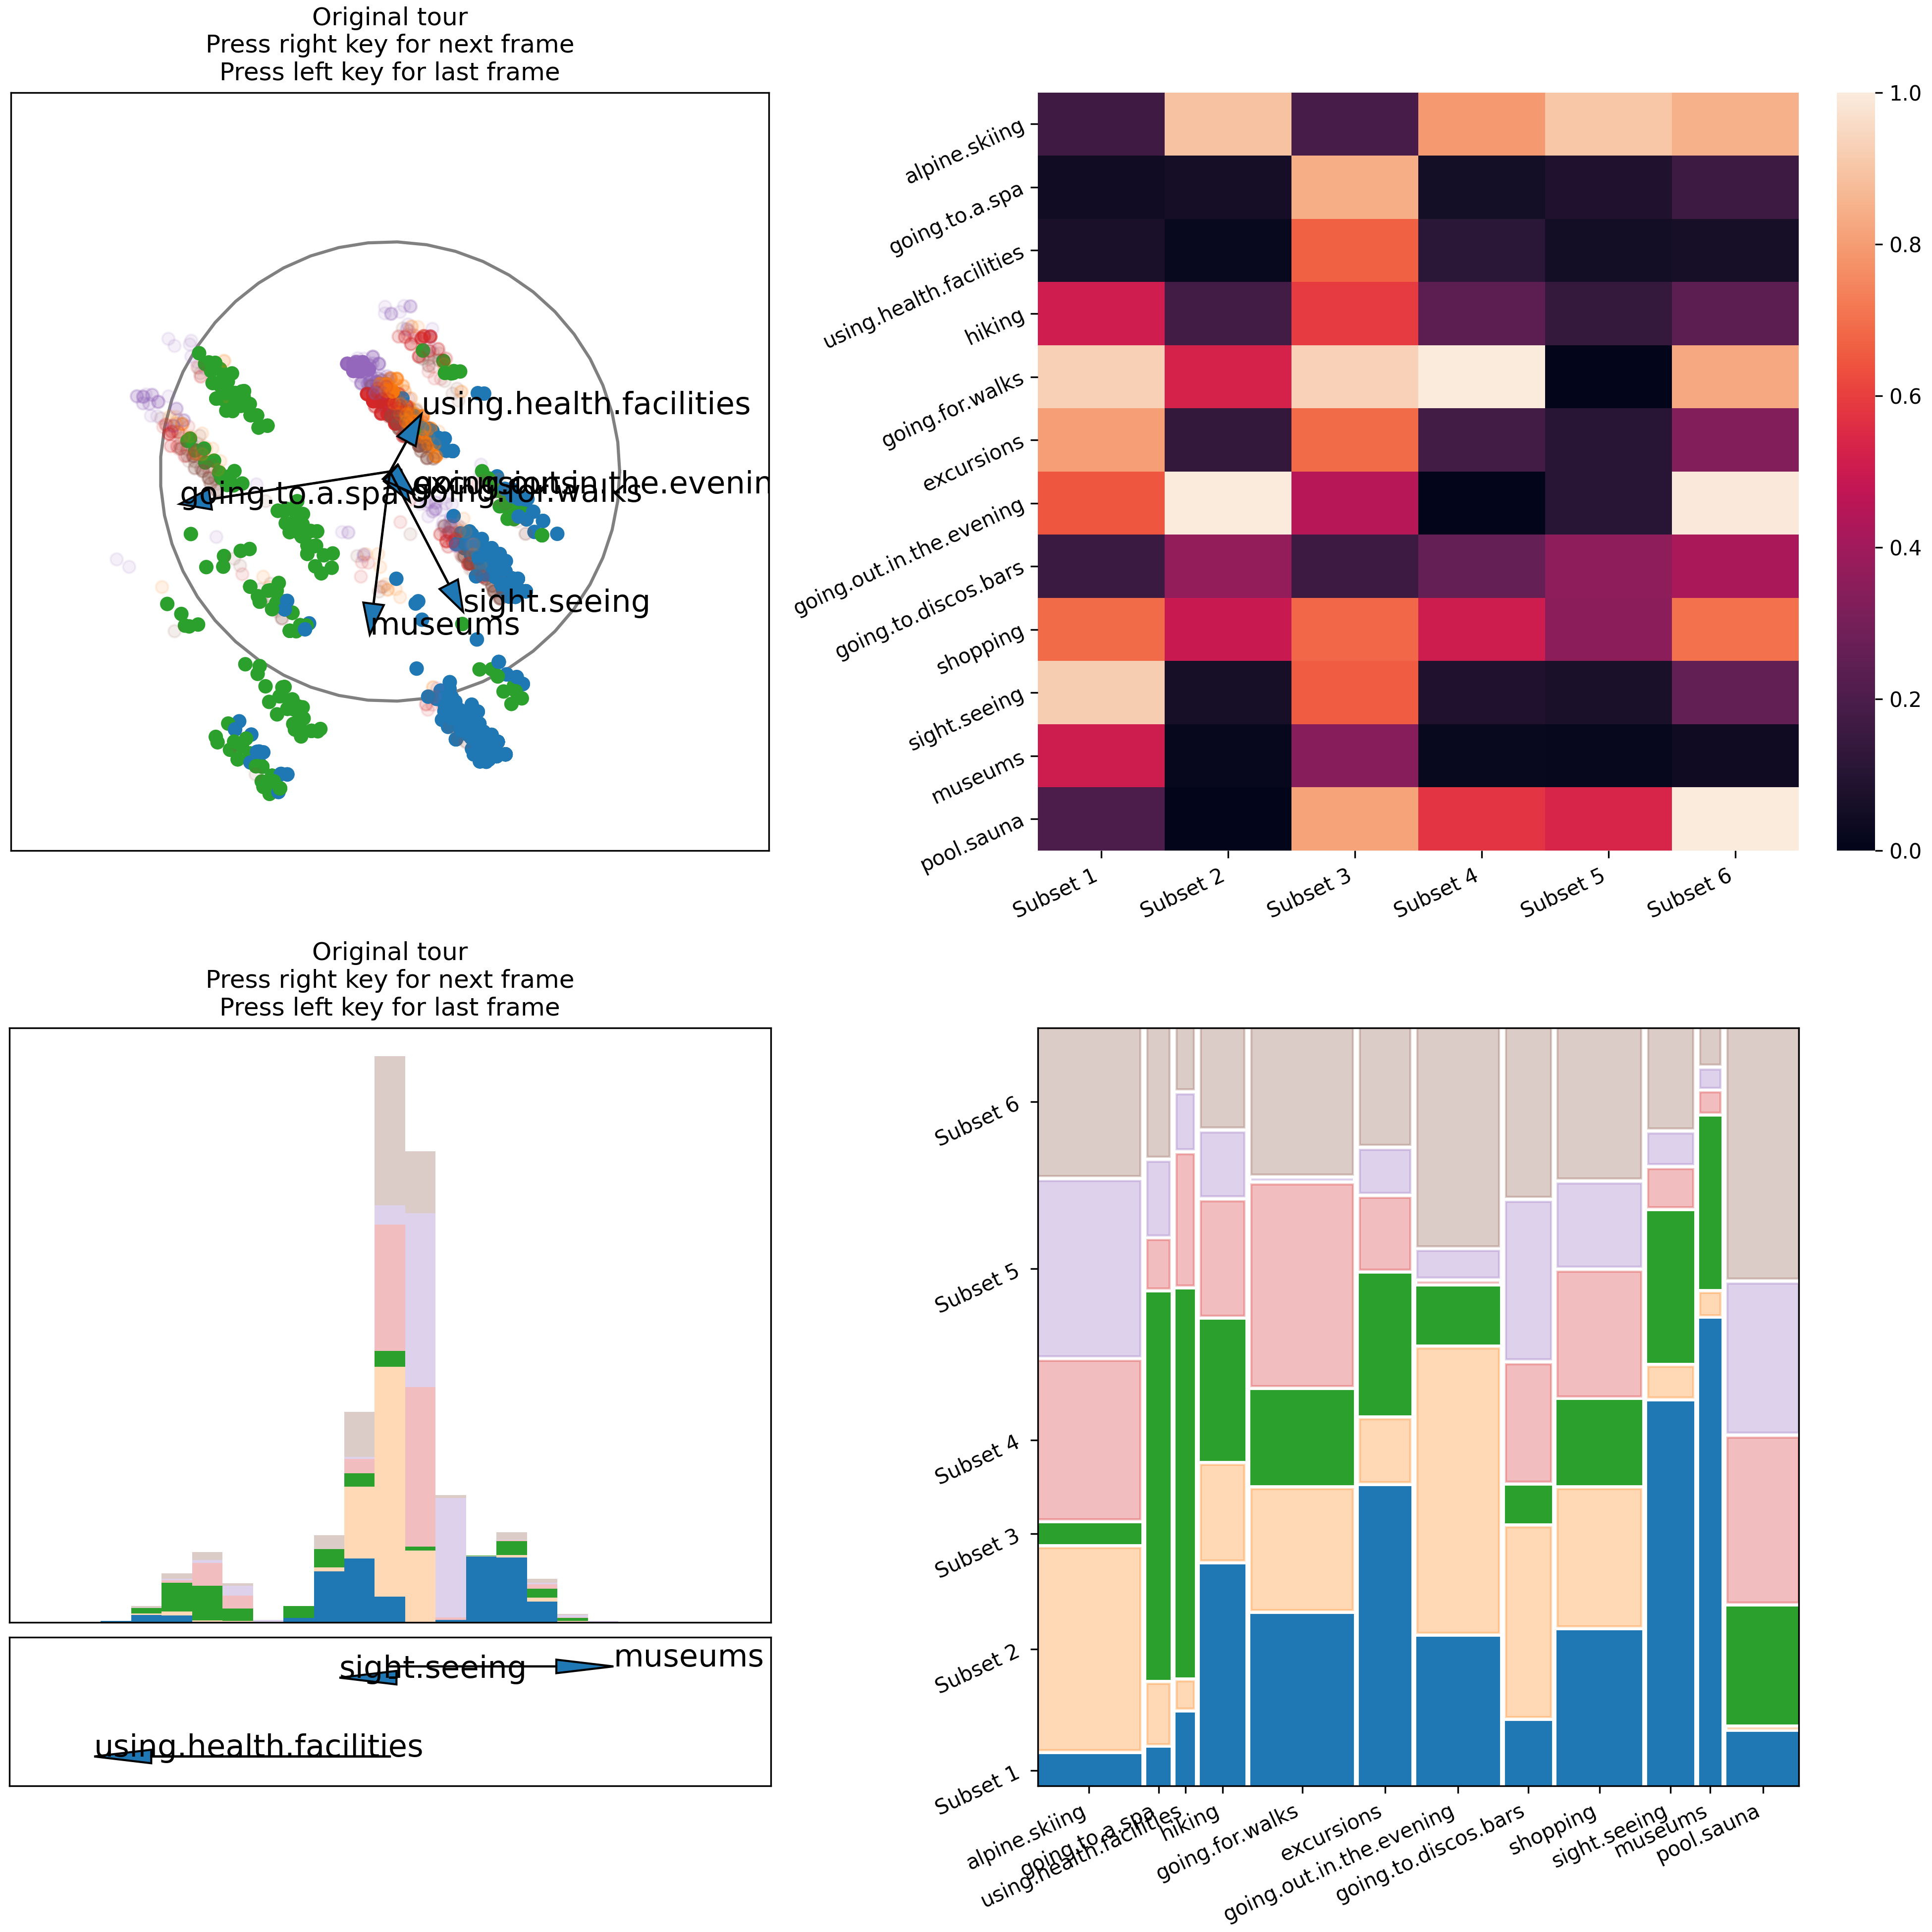 Original tour
Press right key for next frame
Press left key for last frame
using.health.facilities
going.out.in.the.evenin
excursions
going.for.walks
going.to.a.spa
sight.seeing
museums
alpine.skiing
going.to.a.spa
using.health.facilities
hiking
going.for.walks
excursions
going.out.in.the.evening
going.to.discos.bars
shopping
sight.seeing
museums
pool.sauna
Subset 1
Subset 2
Subset 3
Subset 4
Subset 5
Subset 6
1.0
0.8
0.6
0.4
0.2
0.0
Original tour
Press right key for next frame
Press left key for last frame
sight.seeing
museums
using.health.facilities
Subset 6
Subset 5
Subset 4
Subset 3
Subset 2
Subset 1
alpine.skiing
going.to.a.spa
using.health.facilities
hiking
going.for.walks
excursions
going.out.in.the.evening
going.to.discos.bars
shopping
sight.seeing
museums
pool.sauna